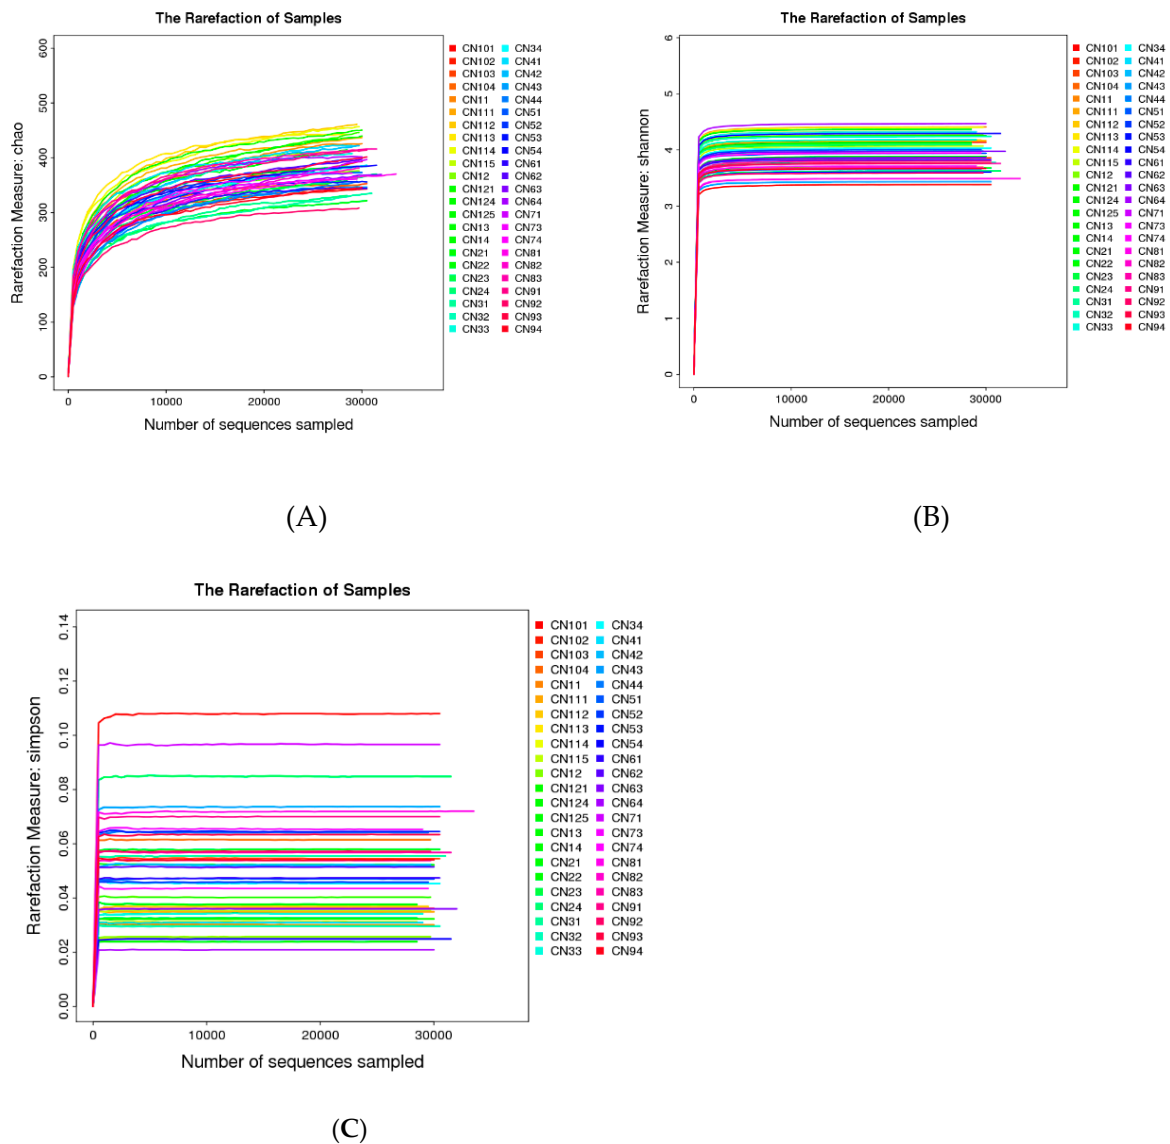 The Rarefaction of Samples
Rarefaction Measure: chao
600
500
400
300
200
100
0
0 10000 20000 30000
Number of sequences sampled
CN101 CN34
CN102 CN41
CN103 CN42
CN104 CN43
CN11 CN44
CN111 CN51
CN112 CN52
CN113 CN53
CN114 CN54
CN115 CN61
CN12 CN62
CN121 CN63
CN124 CN64
CN125 CN71
CN13 CN73
CN14 CN74
CN21 CN81
CN22 CN82
CN23 CN83
CN24 CN91
CN31 CN92
CN32 CN93
CN33 CN94
(A)
The Rarefaction of Samples
Rarefaction Measure: shannon
6
5
4
3
2
1
0
0 10000 20000 30000
Number of sequences sampled
CN101 CN34
CN102 CN41
CN103 CN42
CN104 CN43
CN11 CN44
CN111 CN51
CN112 CN52
CN113 CN53
CN114 CN54
CN115 CN61
CN12 CN62
CN121 CN63
CN124 CN64
CN125 CN71
CN13 CN73
CN14 CN74
CN21 CN81
CN22 CN82
CN23 CN83
CN24 CN91
CN31 CN92
CN32 CN93
CN33 CN94
(B)
The Rarefaction of Samples
Rarefaction Measure: simpson
0.14
0.12
0.10
0.08
0.06
0.04
0.02
0.00
0 10000 20000 30000
Number of sequences sampled
CN101 CN34
CN102 CN41
CN103 CN42
CN104 CN43
CN11 CN44
CN111 CN51
CN112 CN52
CN113 CN53
CN114 CN54
CN115 CN61
CN12 CN62
CN121 CN63
CN124 CN64
CN125 CN71
CN13 CN73
CN14 CN74
CN21 CN81
CN22 CN82
CN23 CN83
CN24 CN91
CN31 CN92
CN32 CN93
CN33 CN94
(C)